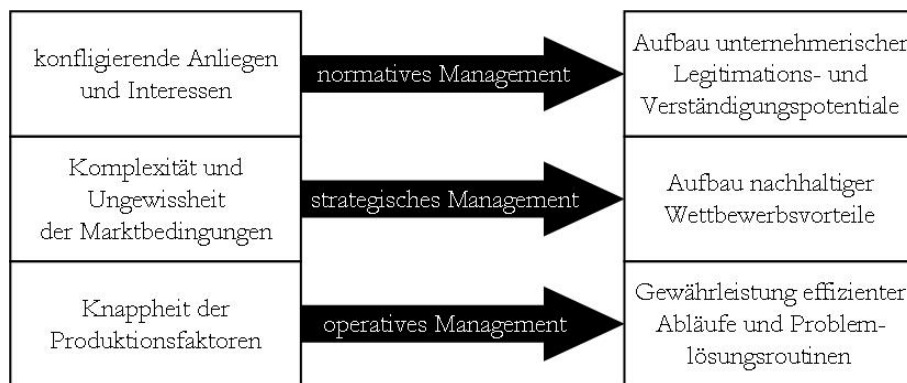 konfligierende Anliegen
und Interessen
normatives Management
Aufbau unternehmerischer
Legitimations- und
Verständigungspotentiale
Komplexität und
Ungewissheit
der Marktbedingungen
strategisches Management
Aufbau nachhaltiger
Wettbewerbsvorteile
Knappheit der
Produktionsfaktoren
operatives Management
Gewährleistung effizienter
Abläufe und Problem-
lösungsroutinen